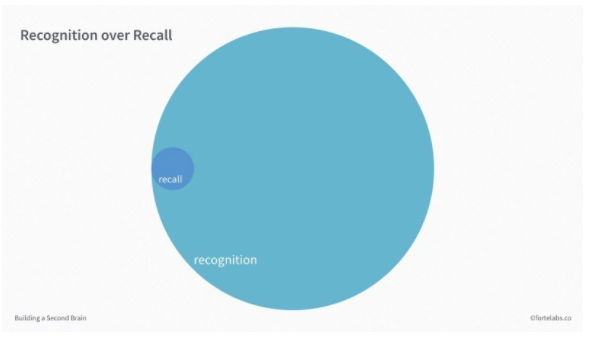 Recognition over Recall
recall
recognition
Building a Second Brain
©fortelabs.co